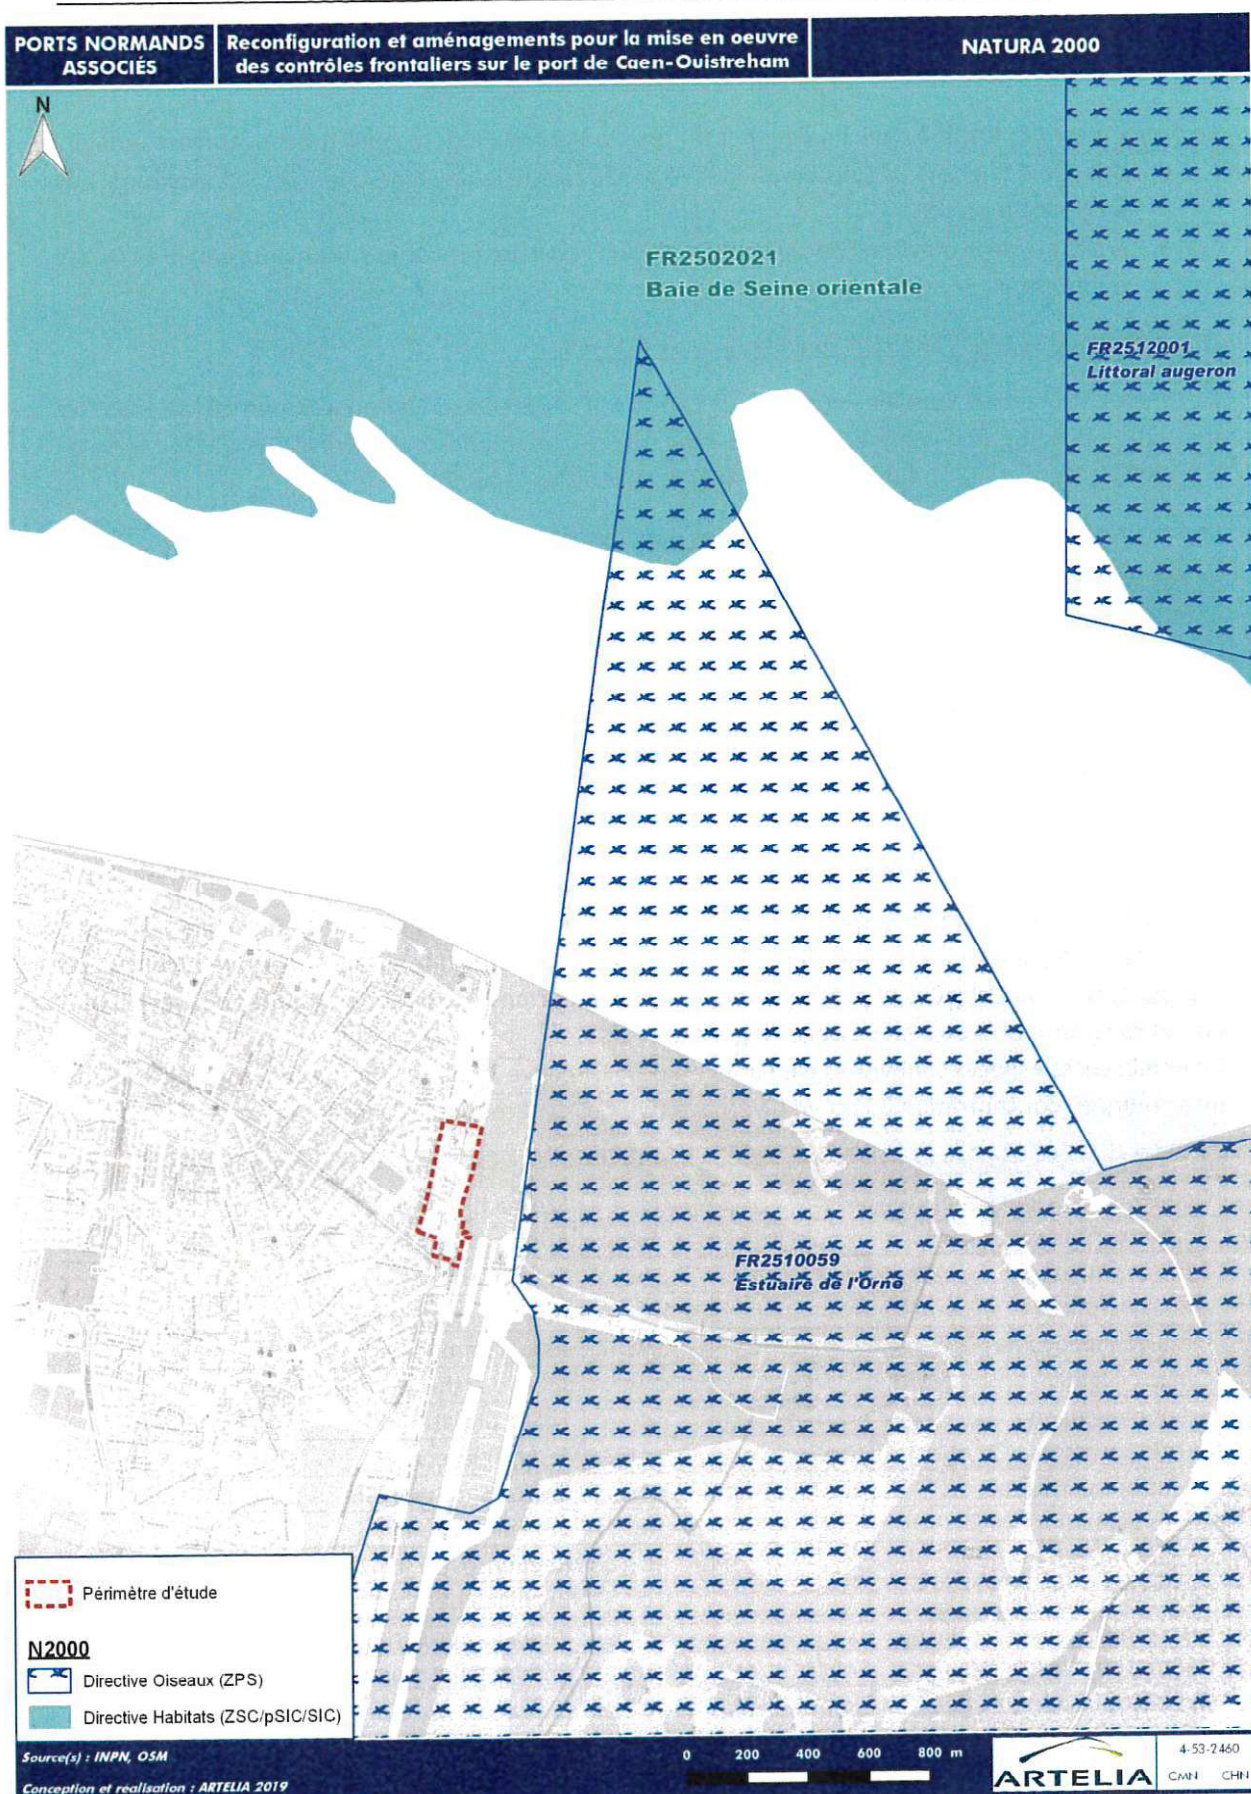 PORTS NORMANDS
ASSOCIÉS
Reconfiguration et aménagements pour la mise en oeuvre
des contrôles frontaliers sur le port de Caen-Ouistreham
NATURA 2000
N
FR2502021
Baie de Seine orientale
FR2512001
Littoral augeron
FR2510059
Estuaire de l'Orne
Périmètre d'étude
N2000
Directive Oiseaux (ZPS)
Directive Habitats (ZSC/pSIC/SIC)
Source(s) : INPN, OSM
Conception et réalisation : ARTELIA 2019
0 200 400 600 800 m
ARTELIA
4-53-2460
CMN CHN